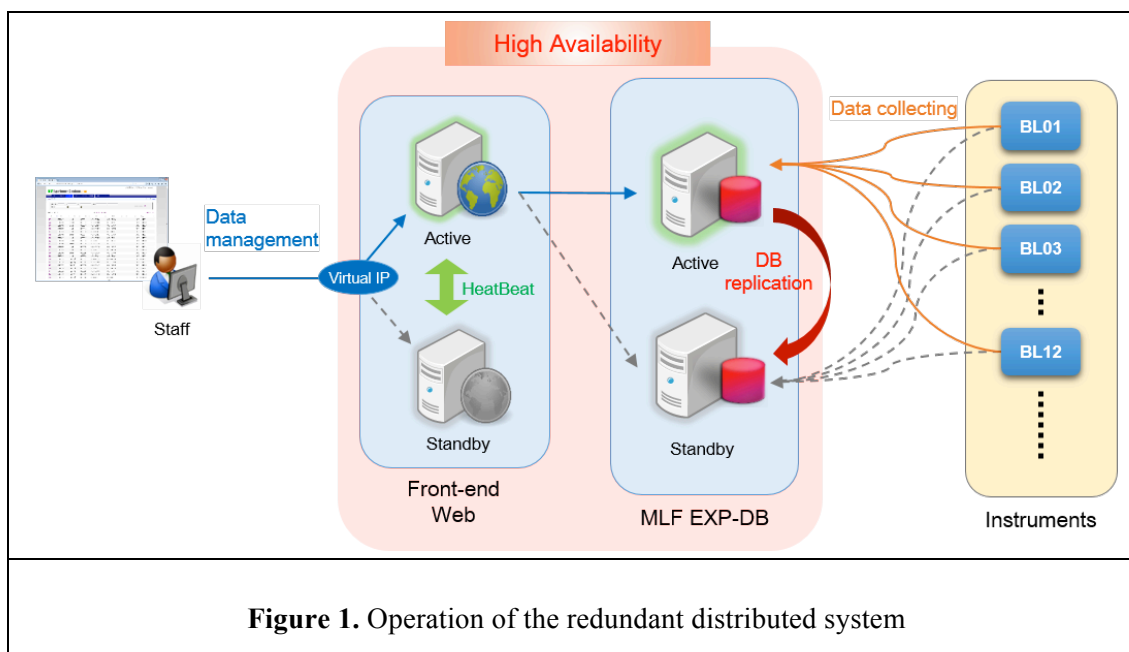 High Availability
Data collecting
BL01
BL02
BL03
BL12
Data
management
Virtual IP
Active
HeatBeat
Standby
Active
DB
replication
Standby
Staff
Front-end
Web
MLF EXP-DB
Instruments
Figure 1. Operation of the redundant distributed system